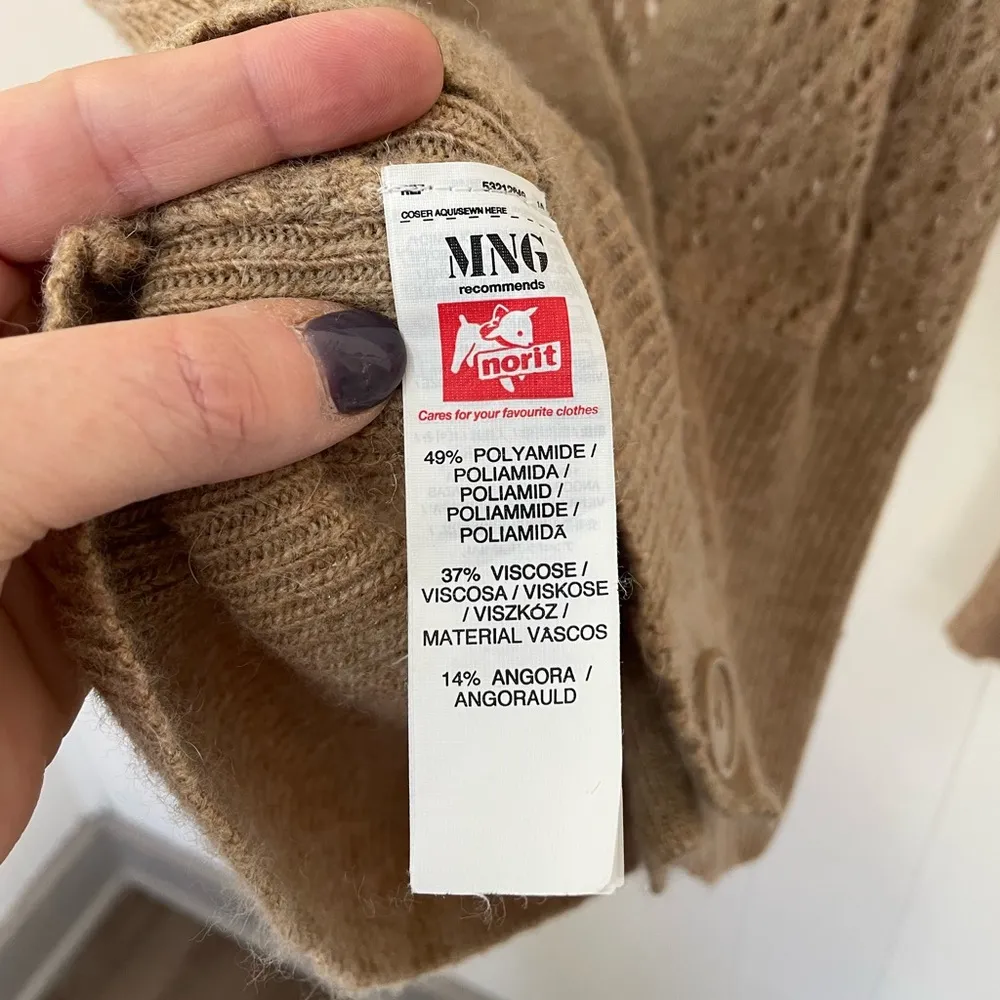 COSER AQUI/SEWN HERE
MNG
recommends
norit
Cares for your favourite clothes
49% POLYAMIDE /
POLIAMIDA /
POLIAMID /
POLIAMMIDE /
POLIAMIDĂ
37% VISCOSE /
VISCOSA / VISKOSE
/ VISZKÓZ /
MATERIAL VÂSCOS
14% ANGORA /
ANGORAULD